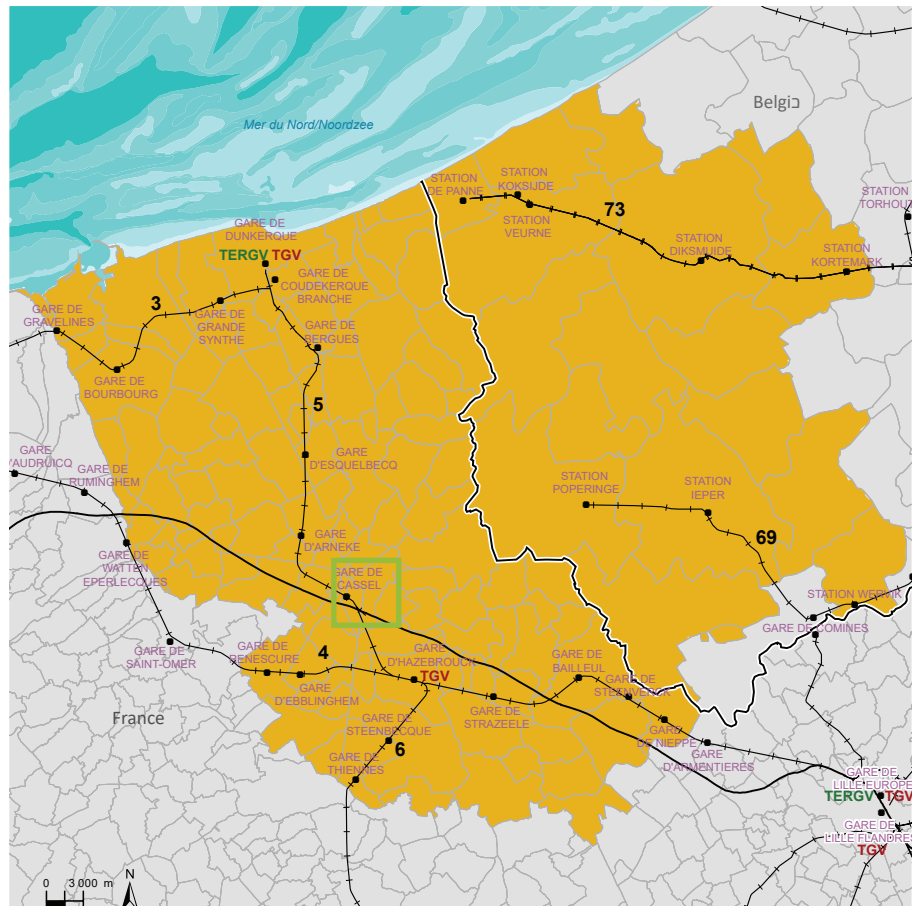 Belgiב
Mer du Nord/Noordzee
STATION
DE PANNE
STATION
KOKSIJDE
STATION
VEURNE
73
STATION
TORHOUT
STATION
DIKSMUIDE
STATION
KORTEMARK
GARE DE
DUNKERQUE
TERGV TGV
GARE DE
COUDEKERQUE
BRANCHE
3
GARE DE
GRAVELINES
GARE DE
GRANDE
SYNTHE
GARE DE
BERGUES
GARE DE
BOURBOURG
5
GARE
D'ESQUELBECQ
GARE
'AUDRUICQ
GARE DE
RUMINGHEM
STATION
POPERINGE
STATION
IEPER
69
GARE
D'ARNEKE
GARE DE
WATTEN
EPERLECQUES
GARE DE
CASSEL
STATION WERVIK
GARE DE COMINES
GARE DE
SAINT-OMER
GARE DE
RENESCURE
4
GARE
D'EBBLINGHEM
GARE
D'HAZEBROUCK
TGV
GARE DE
BAILLEUL
GARE DE
STEENWERCK
GARE DE
STRAZEELE
GARE
DE NIEPPE
GARE
D'ARMENTIERES
France
GARE DE
STEENBECQUE
6
GARE DE
THIENNES
GARE DE
LILLE EUROPE
TERGV TGV
GARE DE
LILLE FLANDRES
TGV
0 3 000 m
N